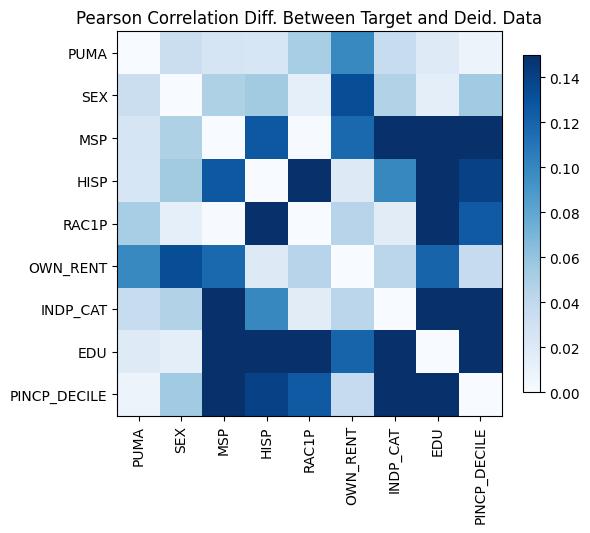 Pearson Correlation Diff. Between Target and Deid. Data
PUMA
SEX
MSP
HISP
RAC1P
OWN_RENT
INDP_CAT
EDU
PINCP_DECILE
PUMA
SEX
MSP
HISP
RAC1P
OWN_RENT
INDP_CAT
EDU
PINCP_DECILE
0.14
0.12
0.10
0.08
0.06
0.04
0.02
0.00